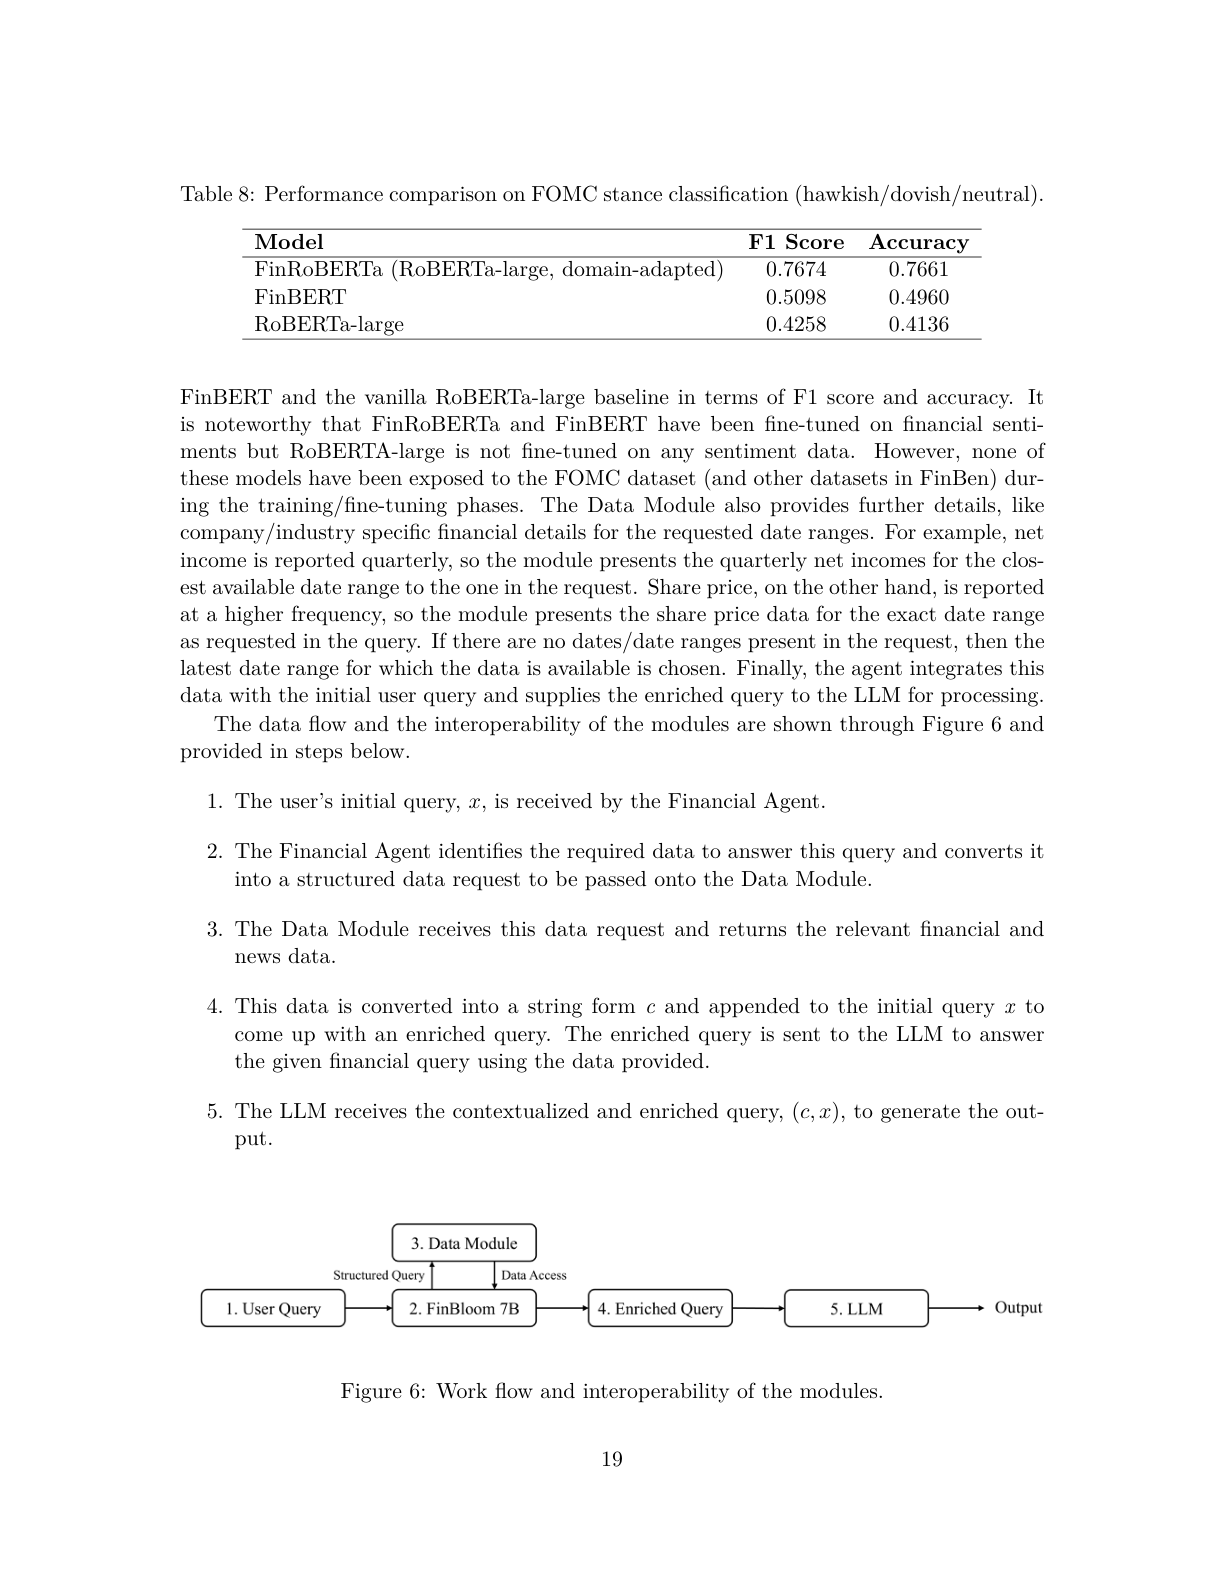 Table 8: Performance comparison on FOMC stance classification (hawkish/dovish/neutral).
Model F1 Score Accuracy
FinRoBERTa (RoBERTa-large, domain-adapted) 0.7674 0.7661
FinBERT 0.5098 0.4960
RoBERTa-large 0.4258 0.4136
FinBERT and the vanilla RoBERTa-large baseline in terms of F1 score and accuracy. It
is noteworthy that FinRoBERTa and FinBERT have been fine-tuned on financial senti-
ments but RoBERTA-large is not fine-tuned on any sentiment data. However, none of
these models have been exposed to the FOMC dataset (and other datasets in FinBen) dur-
ing the training/fine-tuning phases. The Data Module also provides further details, like
company/industry specific financial details for the requested date ranges. For example, net
income is reported quarterly, so the module presents the quarterly net incomes for the clos-
est available date range to the one in the request. Share price, on the other hand, is reported
at a higher frequency, so the module presents the share price data for the exact date range
as requested in the query. If there are no dates/date ranges present in the request, then the
latest date range for which the data is available is chosen. Finally, the agent integrates this
data with the initial user query and supplies the enriched query to the LLM for processing.
The data flow and the interoperability of the modules are shown through Figure 6 and
provided in steps below.
1. The user's initial query, x, is received by the Financial Agent.
2. The Financial Agent identifies the required data to answer this query and converts it
into a structured data request to be passed onto the Data Module.
3. The Data Module receives this data request and returns the relevant financial and
news data.
4. This data is converted into a string form c and appended to the initial query x to
come up with an enriched query. The enriched query is sent to the LLM to answer
the given financial query using the data provided.
5. The LLM receives the contextualized and enriched query, (c, x), to generate the out-
put.
3. Data Module
Structured Query Data Access
1. User Query 2. FinBloom 7B 4. Enriched Query 5. LLM Output
Figure 6: Work flow and interoperability of the modules.
19